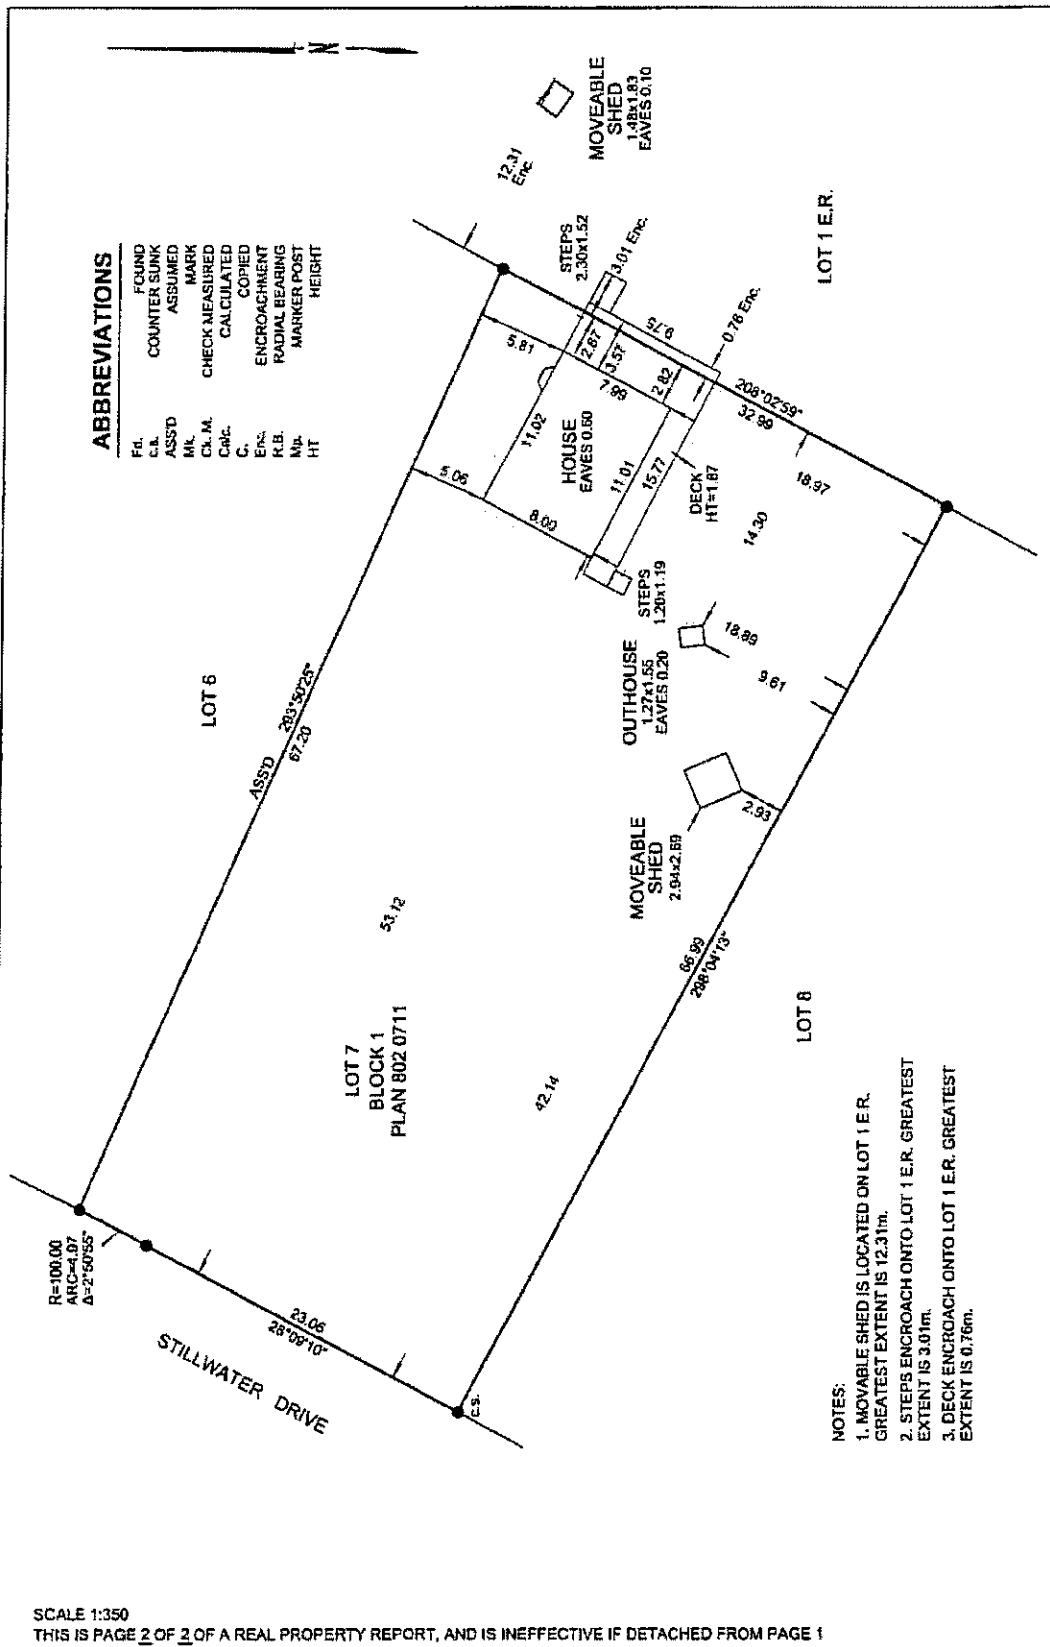 N
ABBREVIATIONS
Fd. FOUND
c.s. COUNTER SUNK
ASS'D ASSUMED
Mk. MARK
Ck. M. CHECK MEASURED
Calc. CALCULATED
C. COPIED
Enc. ENCROACHMENT
R.B. RADIAL BEARING
Mp. MARKER POST
HT HEIGHT
MOVEABLE
SHED
1.48x1.83
EAVES 0.10
12.31
Enc.
STEPS
2.30x1.52
3.01 Enc.
LOT 1 E.R.
5.81
2.67
3.57
9.75
7.99
2.82
0.76 Enc.
208°02'59"
32.99
11.02
HOUSE
EAVES 0.60
11.01
15.77
DECK
HT=1.87
18.97
14.30
5.06
8.00
STEPS
1.20x1.19
OUTHOUSE
1.27x1.55
EAVES 0.20
18.89
9.61
LOT 6
ASS'D 293°50'25"
67.20
MOVEABLE
SHED
2.94x2.69
2.93
53.12
66.99
298°04'13"
LOT 7
BLOCK 1
PLAN 802 0711
42.14
LOT 8
R=100.00
ARC=4.97
Δ=2°50'55"
23.06
28°09'10"
STILLWATER DRIVE
c.s.
NOTES:
1. MOVABLE SHED IS LOCATED ON LOT 1 E.R.
GREATEST EXTENT IS 12.31m.
2. STEPS ENCROACH ONTO LOT 1 E.R. GREATEST
EXTENT IS 3.01m.
3. DECK ENCROACH ONTO LOT 1 E.R. GREATEST
EXTENT IS 0.76m.
SCALE 1:350
THIS IS PAGE 2 OF 2 OF A REAL PROPERTY REPORT, AND IS INEFFECTIVE IF DETACHED FROM PAGE 1